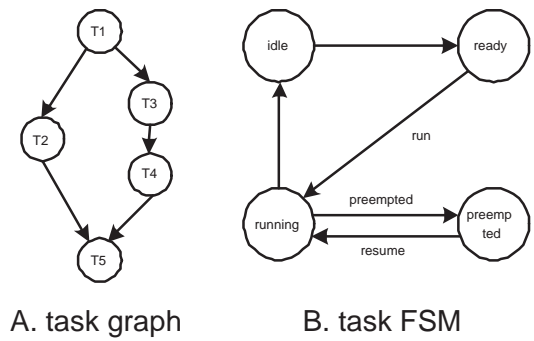 T1
T3
T2
T4
T5
A. task graph
idle
ready
run
running
preempted
resume
preemp
ted
B. task FSM